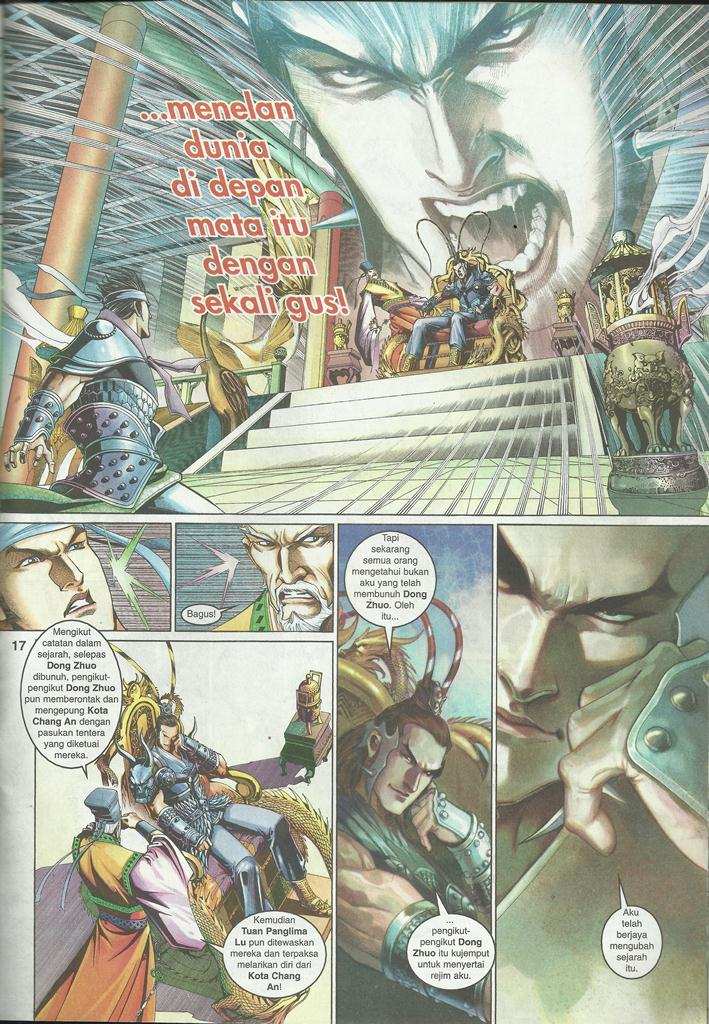 ...menelan
dunia
di depan
mata itu
dengan
sekali gus!
Bagus!
17
Mengikut
catatan dalam
sejarah, selepas
Dong Zhuo
dibunuh, pengikut-
pengikut Dong Zhuo
pun memberontak dan
mengepung Kota
Chang An dengan
pasukan tentera
yang diketuai
mereka.
Kemudian
Tuan Panglima
Lu pun ditewaskan
mereka dan terpaksa
melarikan diri dari
Kota Chang
An!
Tapi
sekarang
semua orang
mengetahui bukan
aku yang telah
membunuh Dong
Zhuo. Oleh
itu...
...
pengikut-
pengikut Dong
Zhuo itu kujemput
untuk menyertai
rejim aku.
Aku
telah
berjaya
mengubah
sejarah
itu.